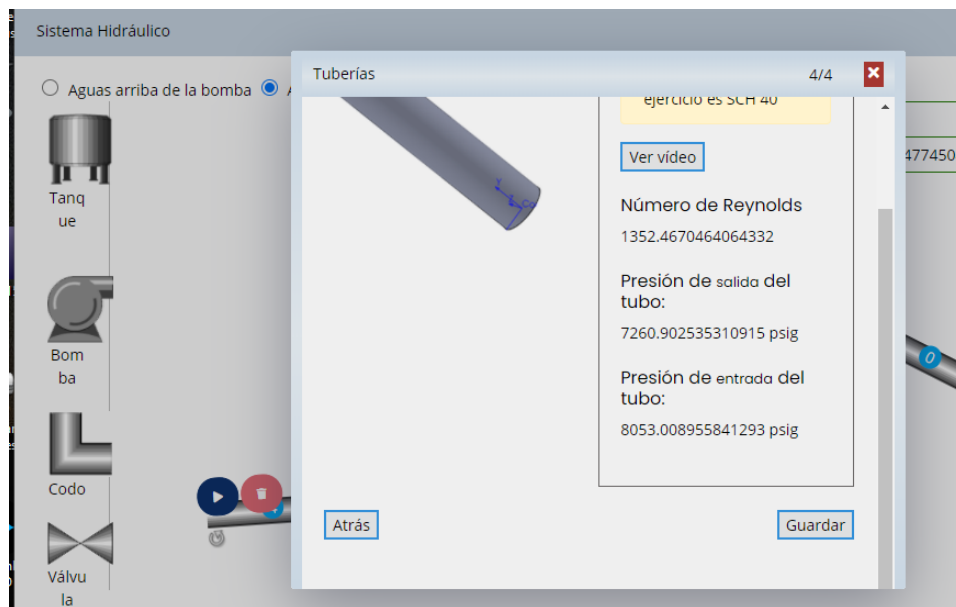 Sistema Hidráulico
Aguas arriba de la bomba
Tanq
ue
Bom
ba
Codo
Válvu
la
Tuberías
4/4
ejercicio es SCH 40
Ver vídeo
Número de Reynolds
1352.4670464064332
Presión de salida del
tubo:
7260.902535310915 psig
Presión de entrada del
tubo:
8053.008955841293 psig
Atrás
Guardar
477450
0